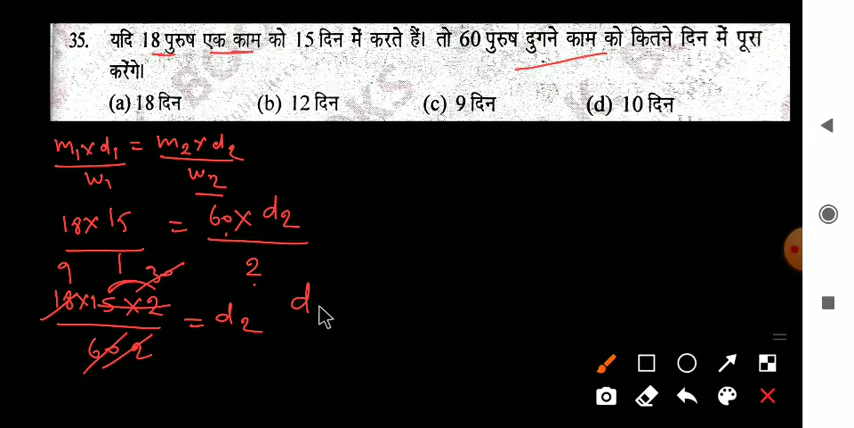 35. यदि 18 पुरुष एक काम को 15 दिन में करते हैं। तो 60 पुरुष दुगने काम को कितने दिन में पूरा
करेंगे।
(a) 18 दिन (b) 12 दिन (c) 9 दिन (d) 10 दिन
m₁ × d₁ / w₁ = m₂ × d₂ / w₂
18 × 15 / 1 = 60 × d₂ / 2
9 30
18 × 15 × 2 / 60 2 = d₂ d